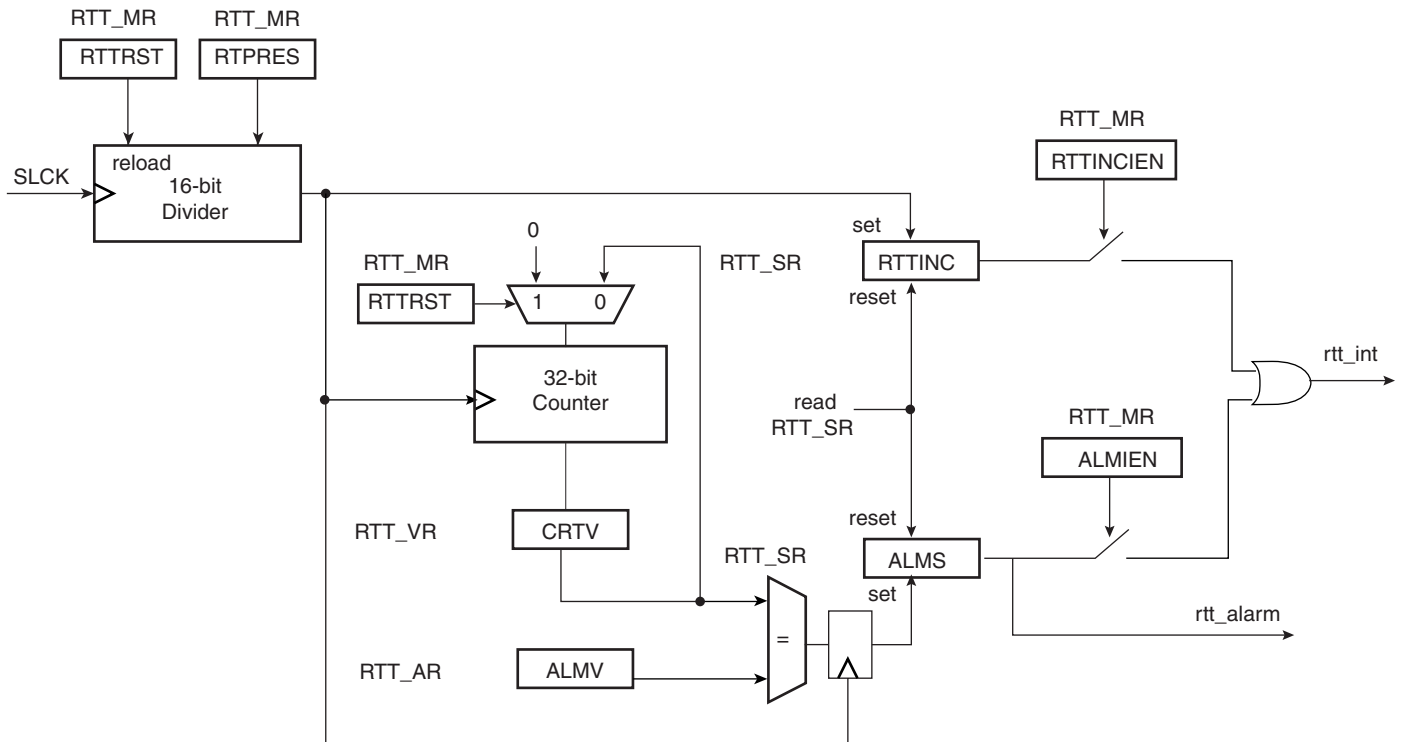 RTT_MR
RTT_MR
RTTRST
RTPRES
reload
16-bit
Divider
SLCK
RTT_MR
RTTINCIEN
0
set
RTT_MR
RTT_SR
RTTINC
RTTRST
1 0
reset
32-bit
Counter
rtt_int
read
RTT_SR
RTT_MR
ALMIEN
reset
RTT_VR
CRTV
RTT_SR
ALMS
set
rtt_alarm
=
RTT_AR
ALMV